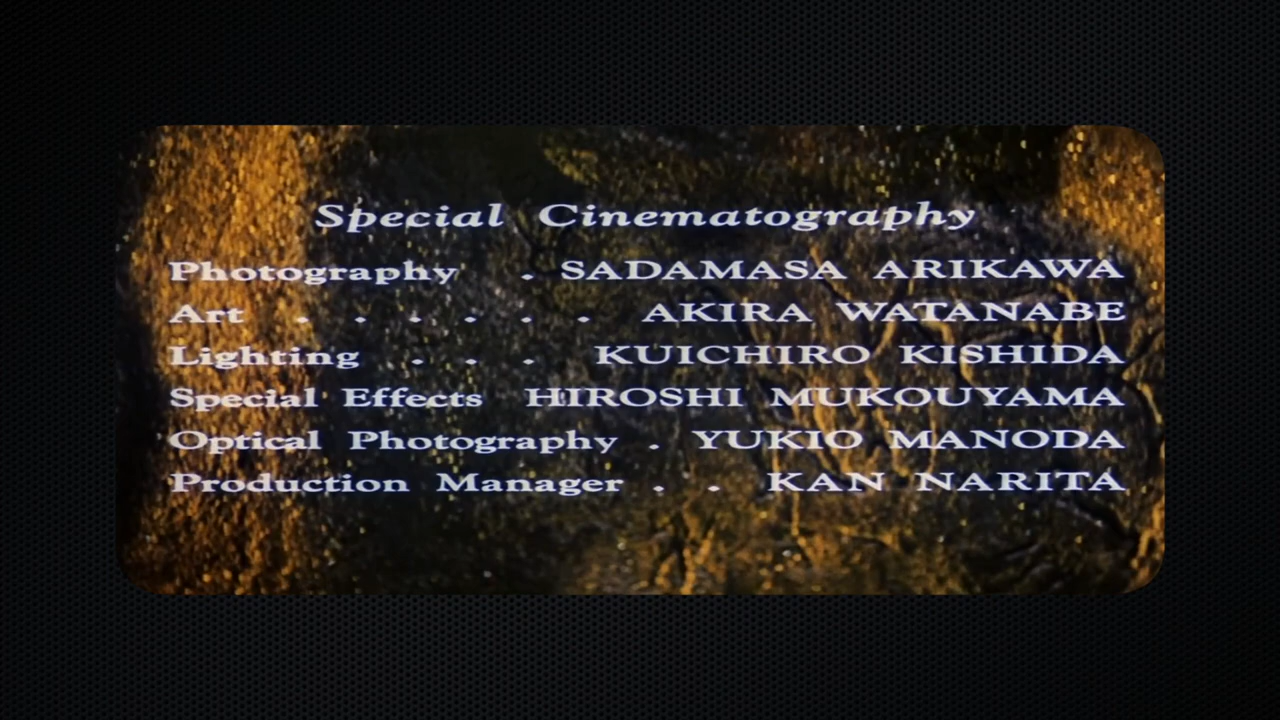 Special Cinematography
Photography . SADAMASA ARIKAWA
Art . . . . . . AKIRA WATANABE
Lighting . . . KUICHIRO KISHIDA
Special Effects HIROSHI MUKOUYAMA
Optical Photography . YUKIO MANODA
Production Manager . . KAN NARITA